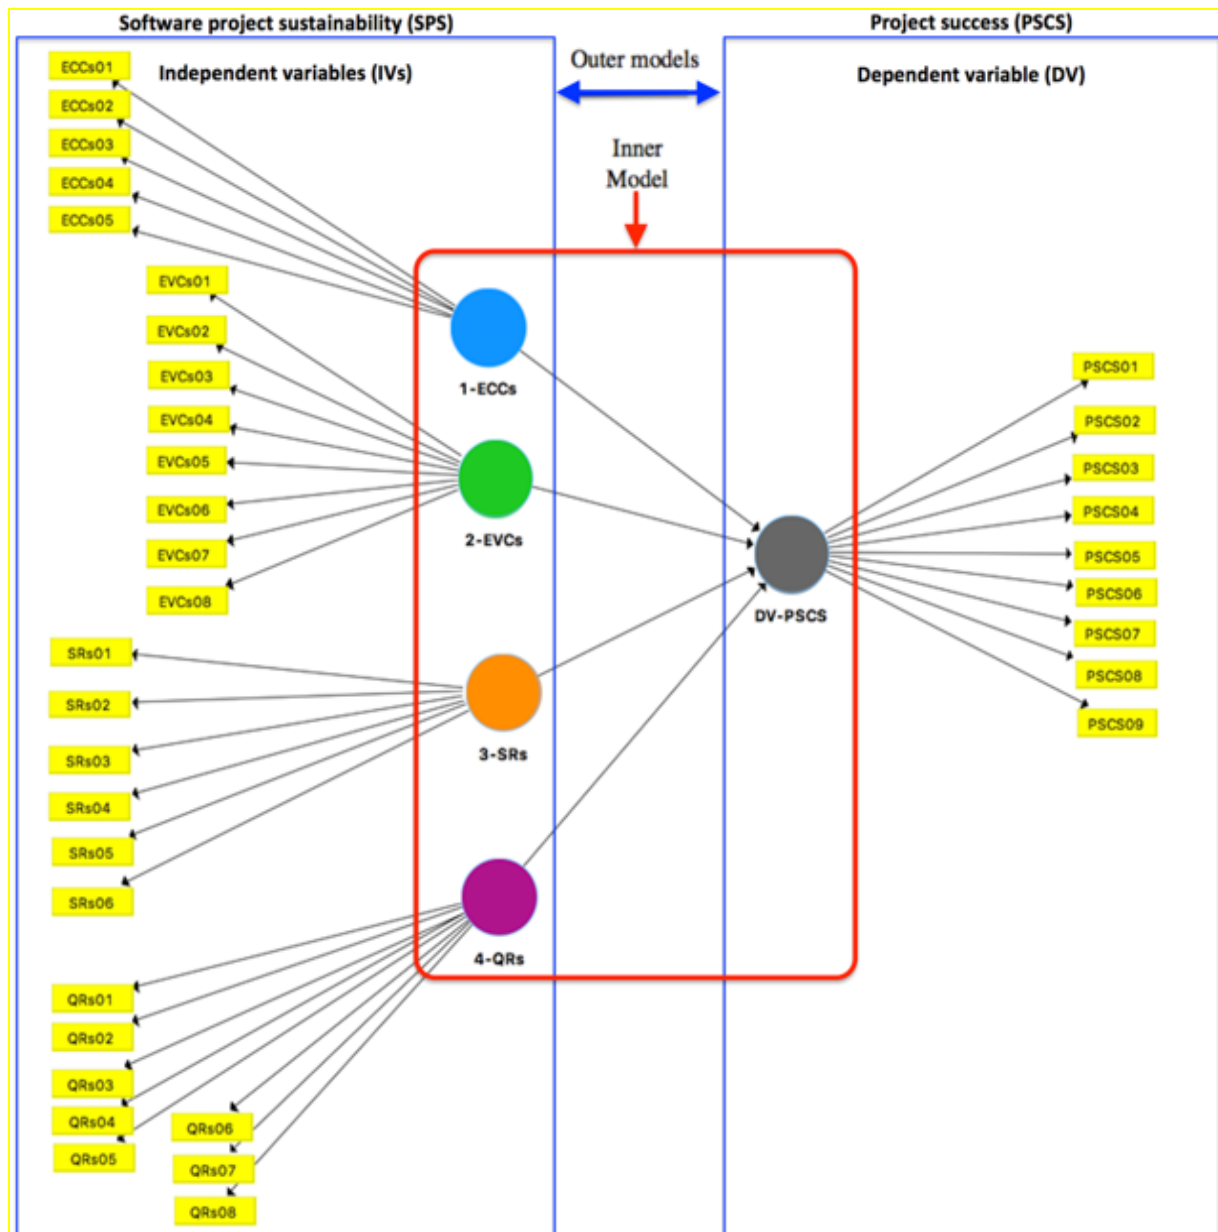 Software project sustainability (SPS)
Project success (PSCS)
Independent variables (IVs)
Outer models
Dependent variable (DV)
Inner
Model
ECCs01
ECCs02
ECCs03
ECCs04
ECCs05
1-ECCs
EVCs01
EVCs02
EVCs03
EVCs04
EVCs05
EVCs06
EVCs07
EVCs08
2-EVCs
SRs01
SRs02
SRs03
SRs04
SRs05
SRs06
3-SRs
4-QRs
QRs01
QRs02
QRs03
QRs04
QRs05
QRs06
QRs07
QRs08
DV-PSCS
PSCS01
PSCS02
PSCS03
PSCS04
PSCS05
PSCS06
PSCS07
PSCS08
PSCS09